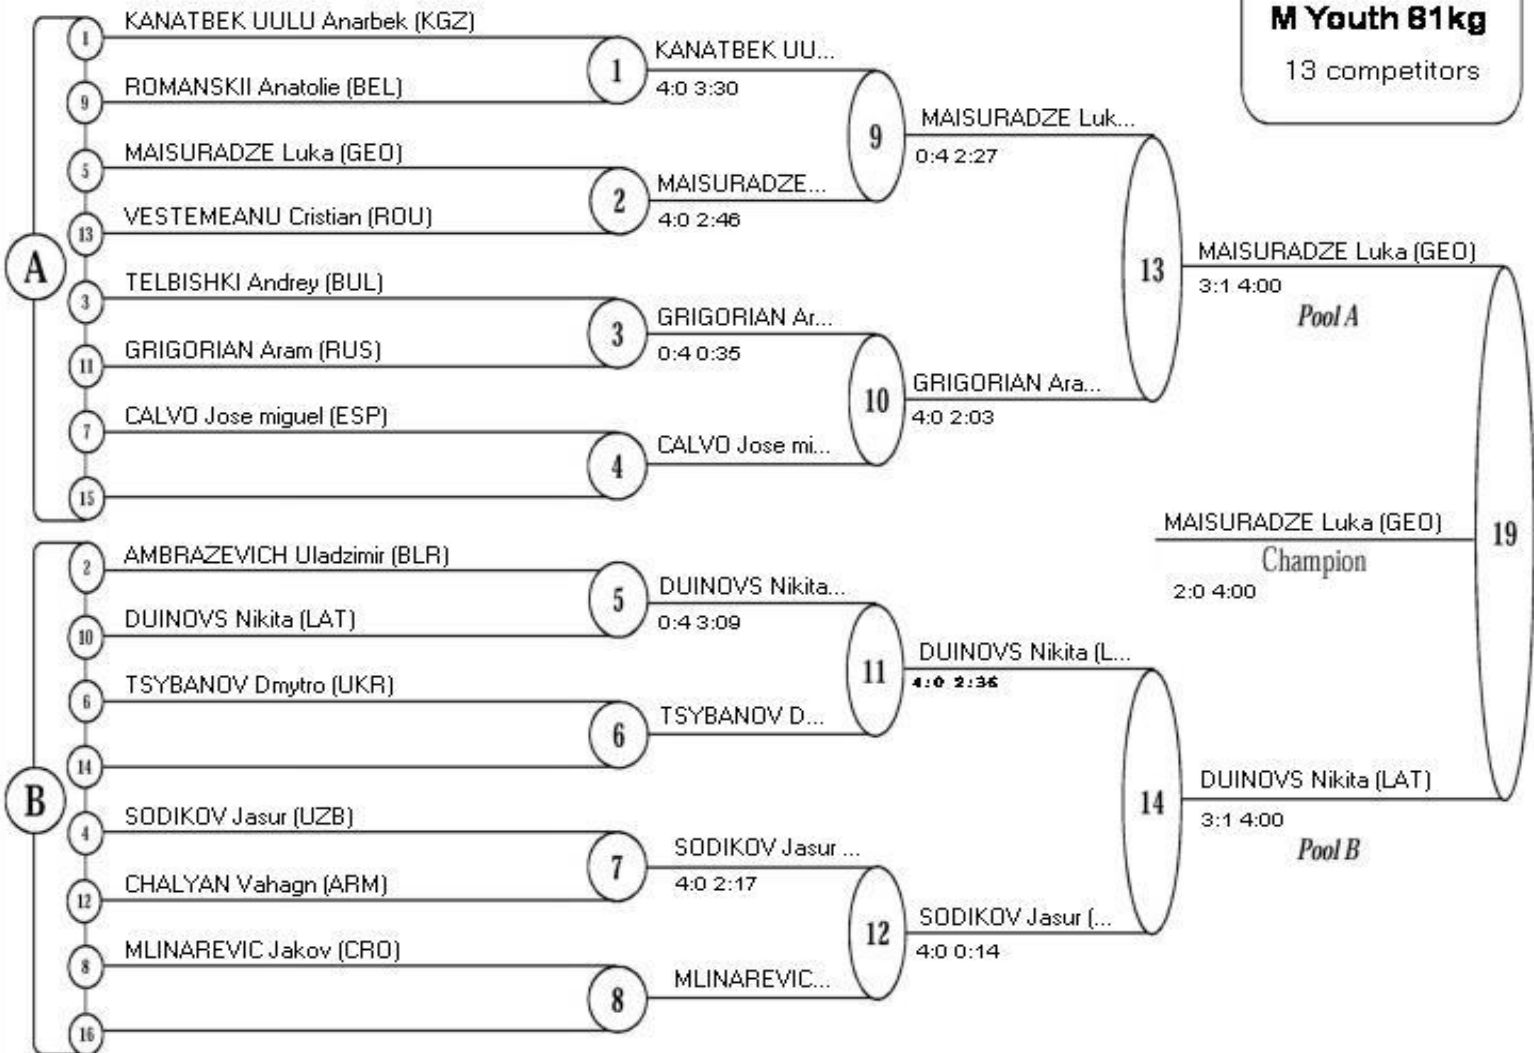 M Youth 81kg
13 competitors
A
1
KANATBEK UULU Anarbek (KGZ)
9
ROMANSKII Anatolie (BEL)
5
MAISURADZE Luka (GEO)
13
VESTEMEANU Cristian (ROU)
3
TELBISHKI Andrey (BUL)
11
GRIGORIAN Aram (RUS)
7
CALVO Jose miguel (ESP)
15
1
KANATBEK UU...
4:0 3:30
2
MAISURADZE...
4:0 2:46
3
GRIGORIAN Ar...
0:4 0:35
4
CALVO Jose mi...
9
MAISURADZE Luk...
0:4 2:27
10
GRIGORIAN Ara...
4:0 2:03
13
MAISURADZE Luka (GEO)
3:1 4:00
Pool A
B
2
AMBRAZEVICH Uladzimir (BLR)
10
DUINOVS Nikita (LAT)
6
TSYBANOV Dmytro (UKR)
14
4
SODIKOV Jasur (UZB)
12
CHALYAN Vahagn (ARM)
8
MLINAREVIC Jakov (CRO)
16
5
DUINOVS Nikita...
0:4 3:09
6
TSYBANOV D...
7
SODIKOV Jasur ...
4:0 2:17
8
MLINAREVIC...
11
DUINOVS Nikita (L...
4:0 2:36
12
SODIKOV Jasur (...
4:0 0:14
14
DUINOVS Nikita (LAT)
3:1 4:00
Pool B
19
MAISURADZE Luka (GEO)
Champion
2:0 4:00